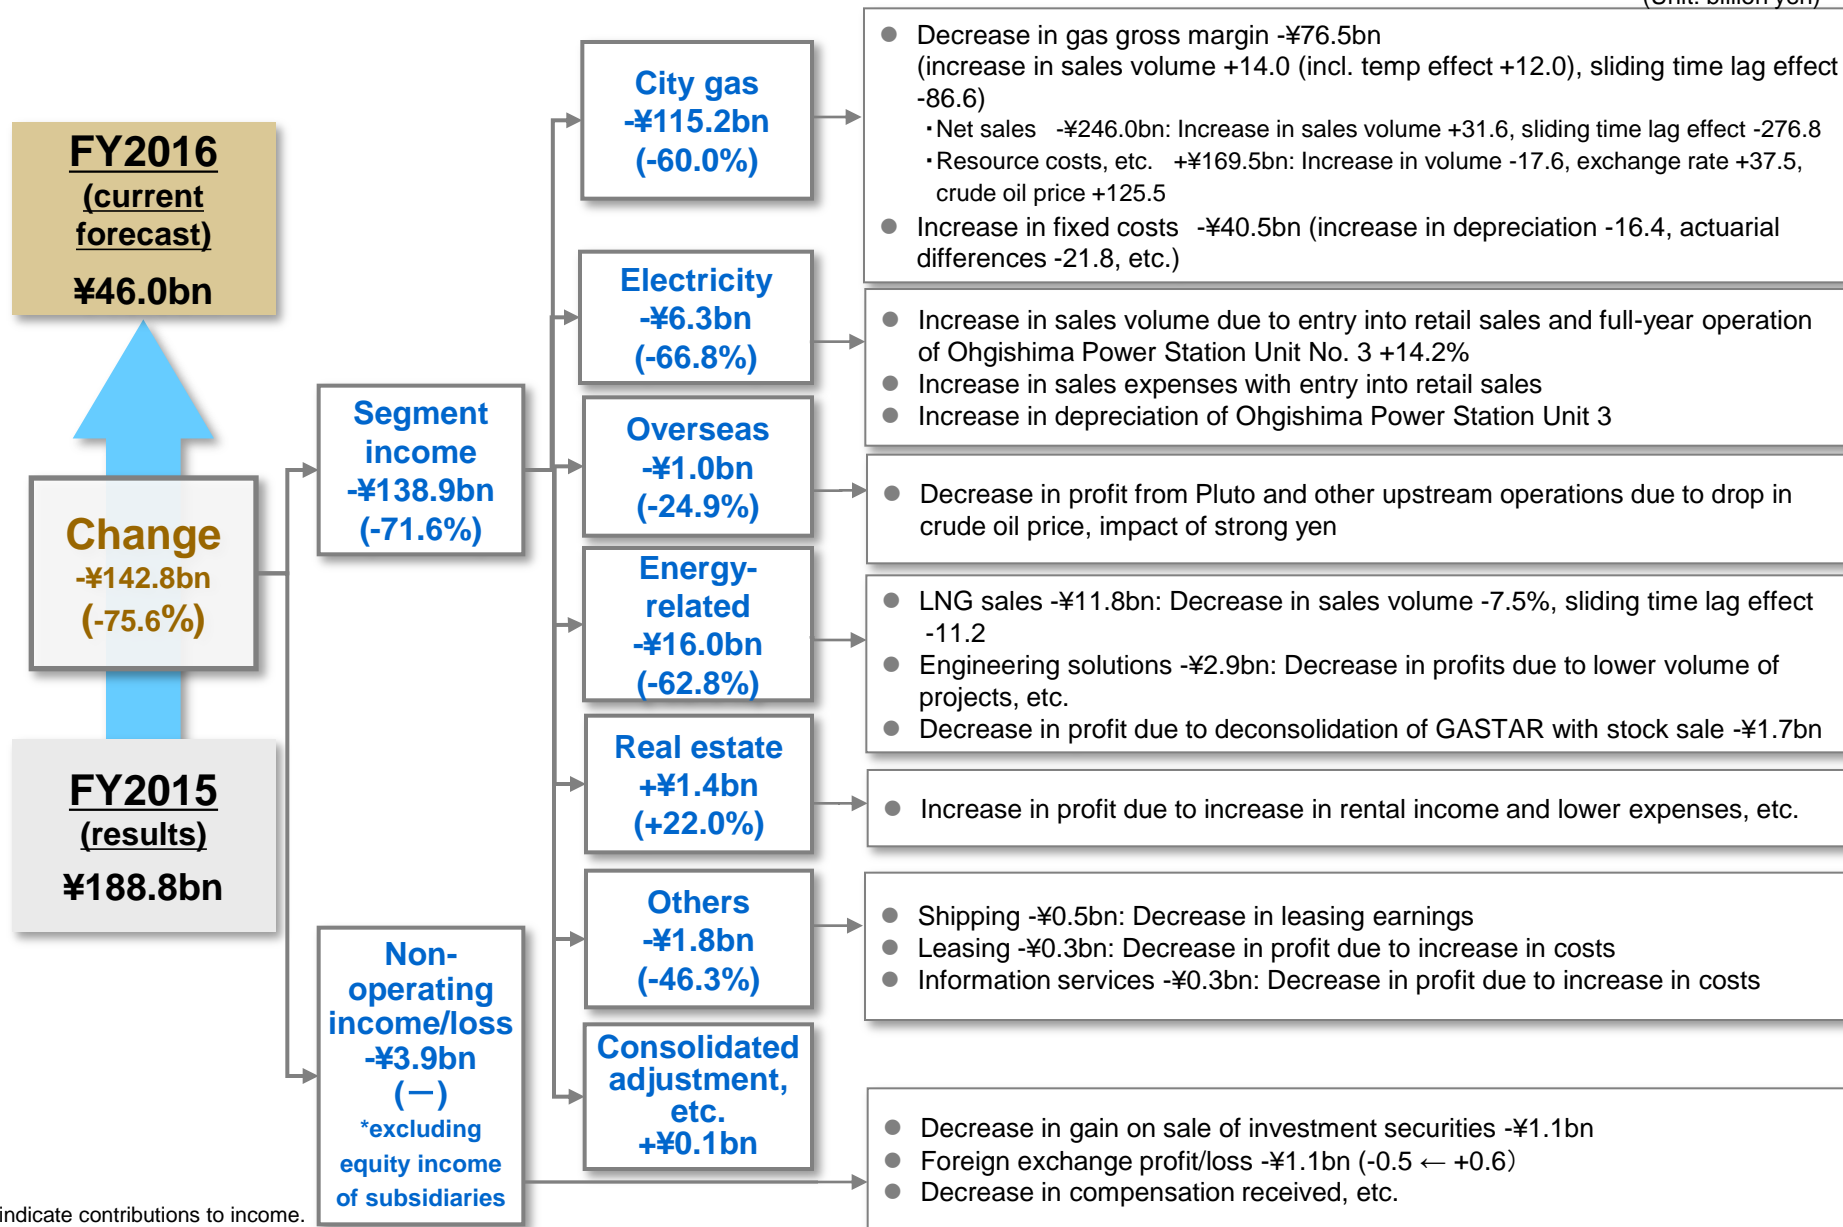 (Unit: billion yen)
FY2016
(current
forecast)
¥46.0bn
Change
-¥142.8bn
(-75.6%)
FY2015
(results)
¥188.8bn
Segment
income
-¥138.9bn
(-71.6%)
Non-
operating
income/loss
-¥3.9bn
(—)
*excluding
equity income
of subsidiaries
City gas
-¥115.2bn
(-60.0%)
● Decrease in gas gross margin -¥76.5bn
(increase in sales volume +14.0 (incl. temp effect +12.0), sliding time lag effect
-86.6)
・Net sales -¥246.0bn: Increase in sales volume +31.6, sliding time lag effect -276.8
・Resource costs, etc. +¥169.5bn: Increase in volume -17.6, exchange rate +37.5,
crude oil price +125.5
● Increase in fixed costs -¥40.5bn (increase in depreciation -16.4, actuarial
differences -21.8, etc.)
Electricity
-¥6.3bn
(-66.8%)
● Increase in sales volume due to entry into retail sales and full-year operation
of Ohgishima Power Station Unit No. 3 +14.2%
● Increase in sales expenses with entry into retail sales
● Increase in depreciation of Ohgishima Power Station Unit 3
Overseas
-¥1.0bn
(-24.9%)
● Decrease in profit from Pluto and other upstream operations due to drop in
crude oil price, impact of strong yen
Energy-
related
-¥16.0bn
(-62.8%)
● LNG sales -¥11.8bn: Decrease in sales volume -7.5%, sliding time lag effect
-11.2
● Engineering solutions -¥2.9bn: Decrease in profits due to lower volume of
projects, etc.
● Decrease in profit due to deconsolidation of GASTAR with stock sale -¥1.7bn
Real estate
+¥1.4bn
(+22.0%)
● Increase in profit due to increase in rental income and lower expenses, etc.
Others
-¥1.8bn
(-46.3%)
● Shipping -¥0.5bn: Decrease in leasing earnings
● Leasing -¥0.3bn: Decrease in profit due to increase in costs
● Information services -¥0.3bn: Decrease in profit due to increase in costs
Consolidated
adjustment,
etc.
+¥0.1bn
● Decrease in gain on sale of investment securities -¥1.1bn
● Foreign exchange profit/loss -¥1.1bn (-0.5 ← +0.6）
● Decrease in compensation received, etc.
indicate contributions to income.